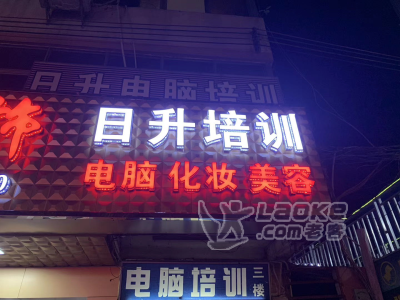 日升电脑培训
日升培训
电脑 化妆 美容
LAOKE
.com老客
电脑培训
三楼